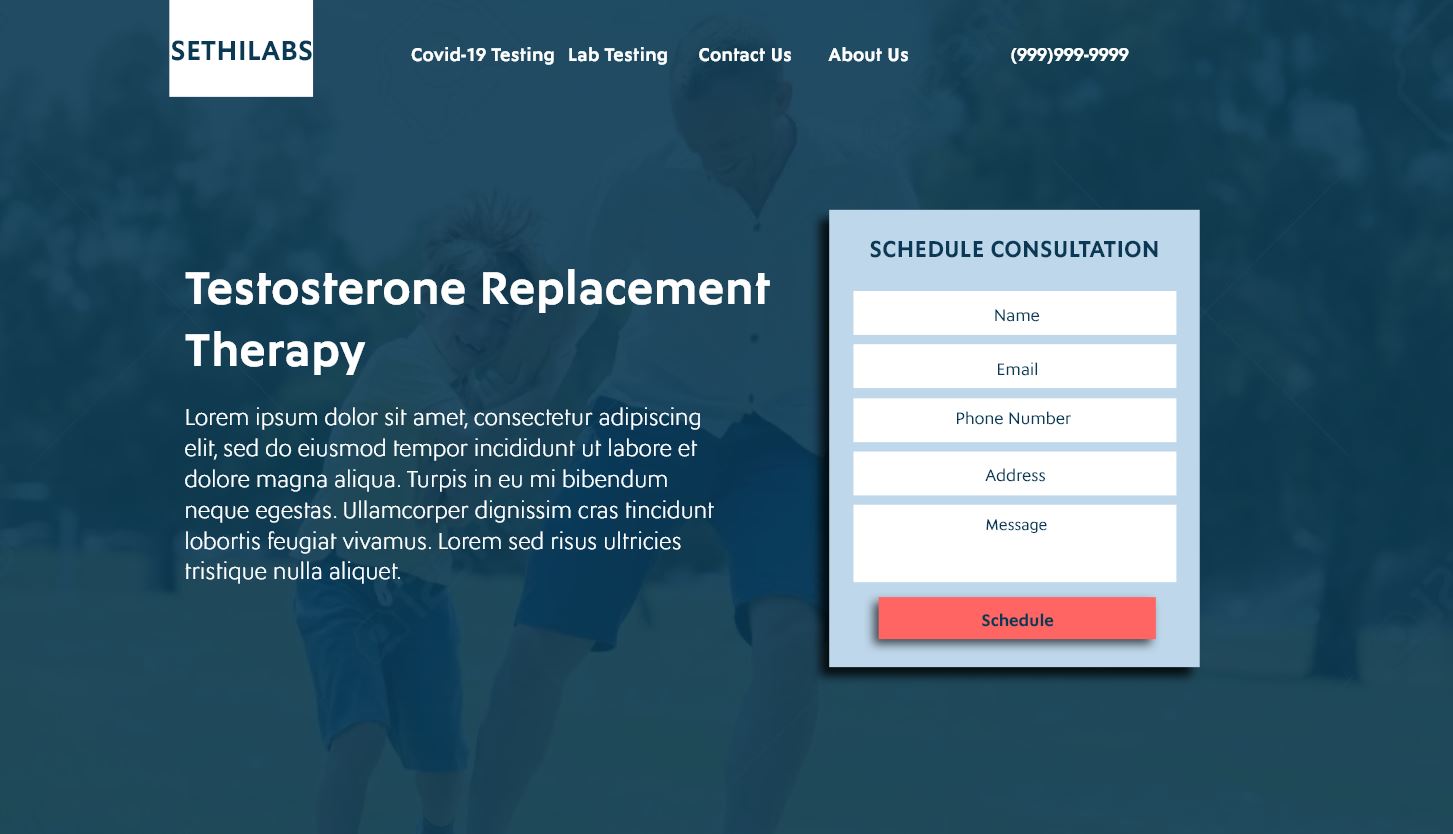 SETHILABS
Covid-19 Testing
Lab Testing
Contact Us
About Us
(999)999-9999
Testosterone Replacement
Therapy
Lorem ipsum dolor sit amet, consectetur adipiscing
elit, sed do eiusmod tempor incididunt ut labore et
dolore magna aliqua. Turpis in eu mi bibendum
neque egestas. Ullamcorper dignissim cras tincidunt
lobortis feugiat vivamus. Lorem sed risus ultricies
tristique nulla aliquet.
SCHEDULE CONSULTATION
Name
Email
Phone Number
Address
Message
Schedule